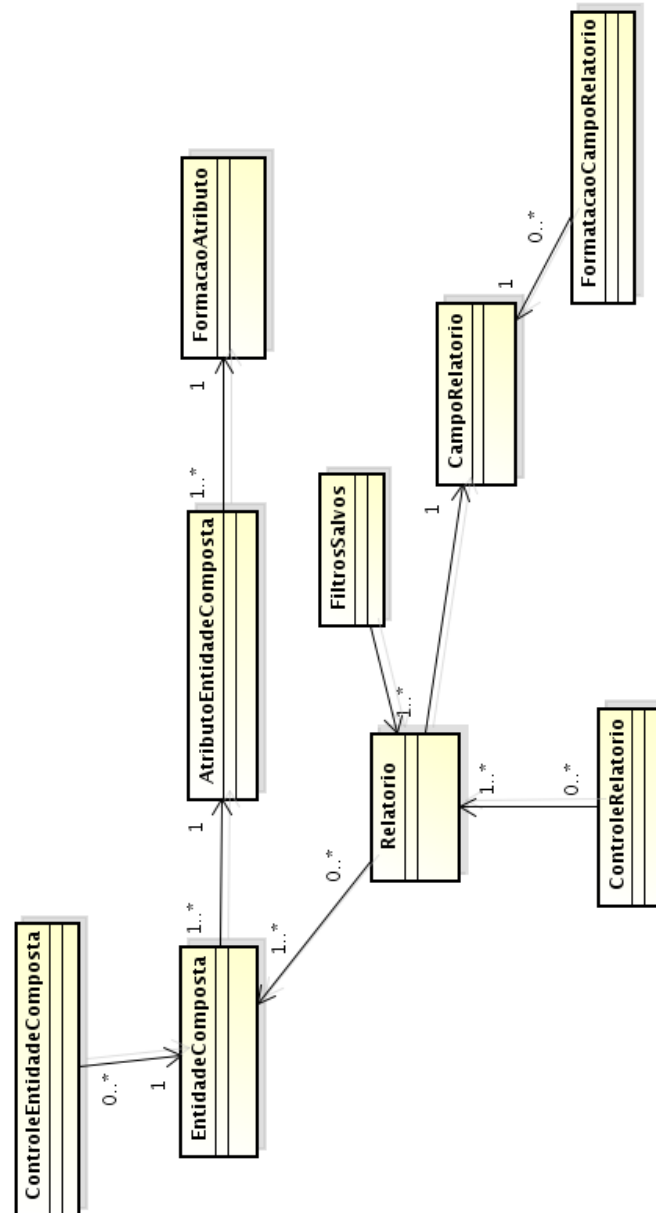 ControleEntidadeComposta
0..*
1
EntidadeComposta
1..*
1
AtributoEntidadeComposta
1..*
1
FormacaoAtributo
1..*
0..*
FiltrosSalvos
1..*
Relatorio
1
CampoRelatorio
1
0..*
FormatacaoCampoRelatorio
1..*
0..*
ControleRelatorio